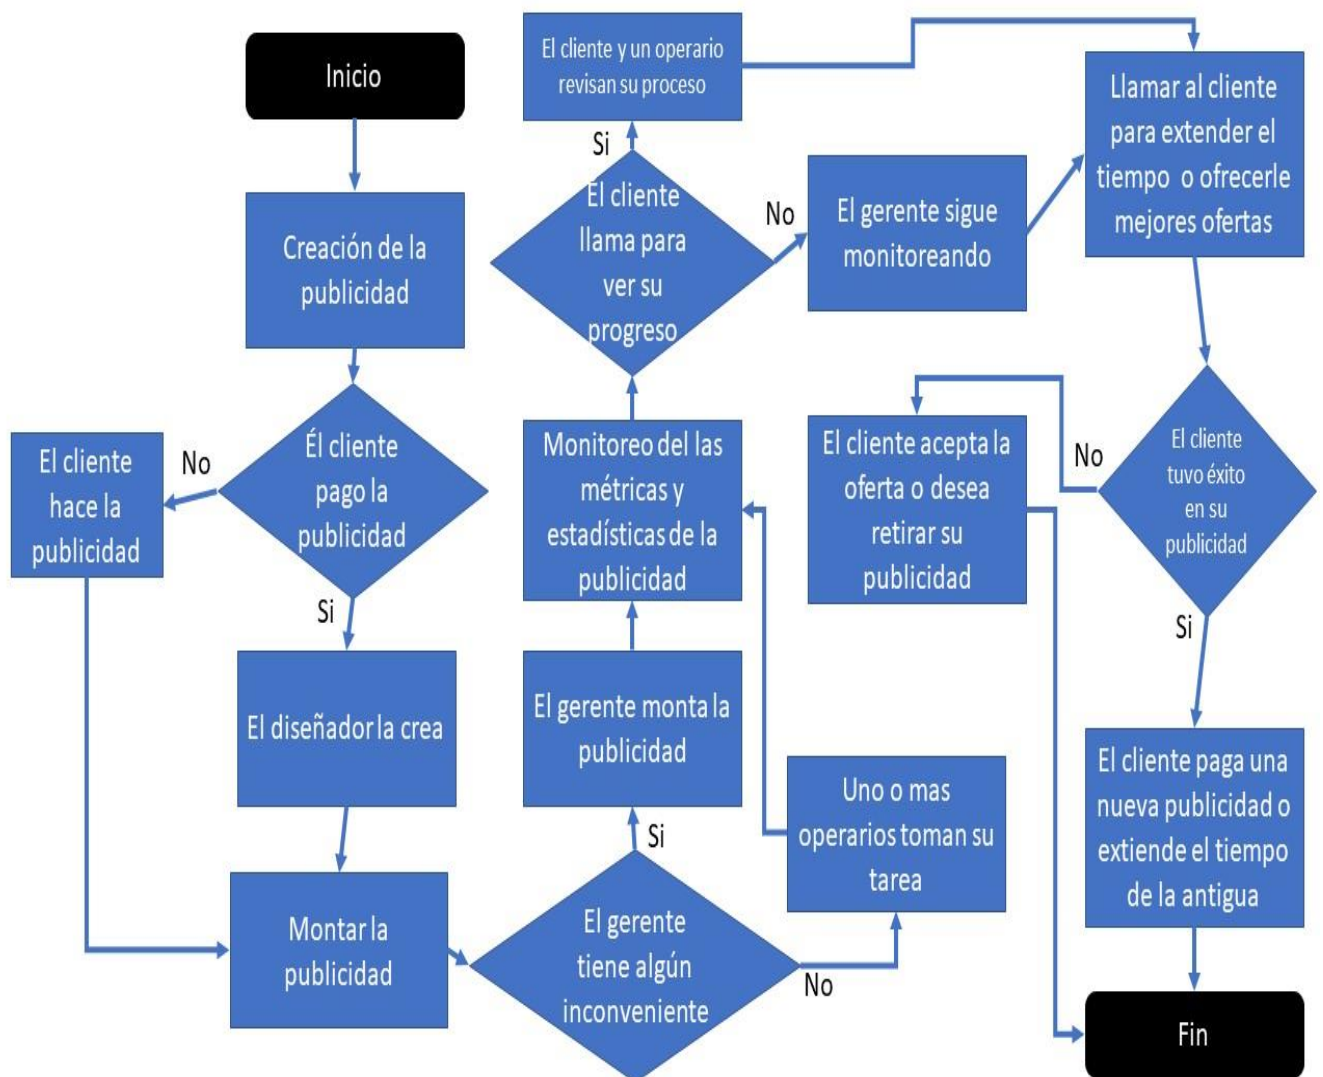 Inicio
Creación de la
publicidad
Él cliente
pago la
publicidad
No
El cliente
hace la
publicidad
Si
El diseñador la crea
Montar la
publicidad
El gerente
tiene algún
inconveniente
Si
No
El gerente monta la
publicidad
Uno o mas
operarios toman su
tarea
Monitoreo del las
métricas y
estadísticas de la
publicidad
El cliente
llama para
ver su
progreso
Si
El cliente y un operario
revisan su proceso
No
El gerente sigue
monitoreando
Llamar al cliente
para extender el
tiempo o ofrecerle
mejores ofertas
El cliente
tuvo éxito
en su
publicidad
No
El cliente acepta la
oferta o desea
retirar su
publicidad
Si
El cliente paga una
nueva publicidad o
extiende el tiempo
de la antigua
Fin